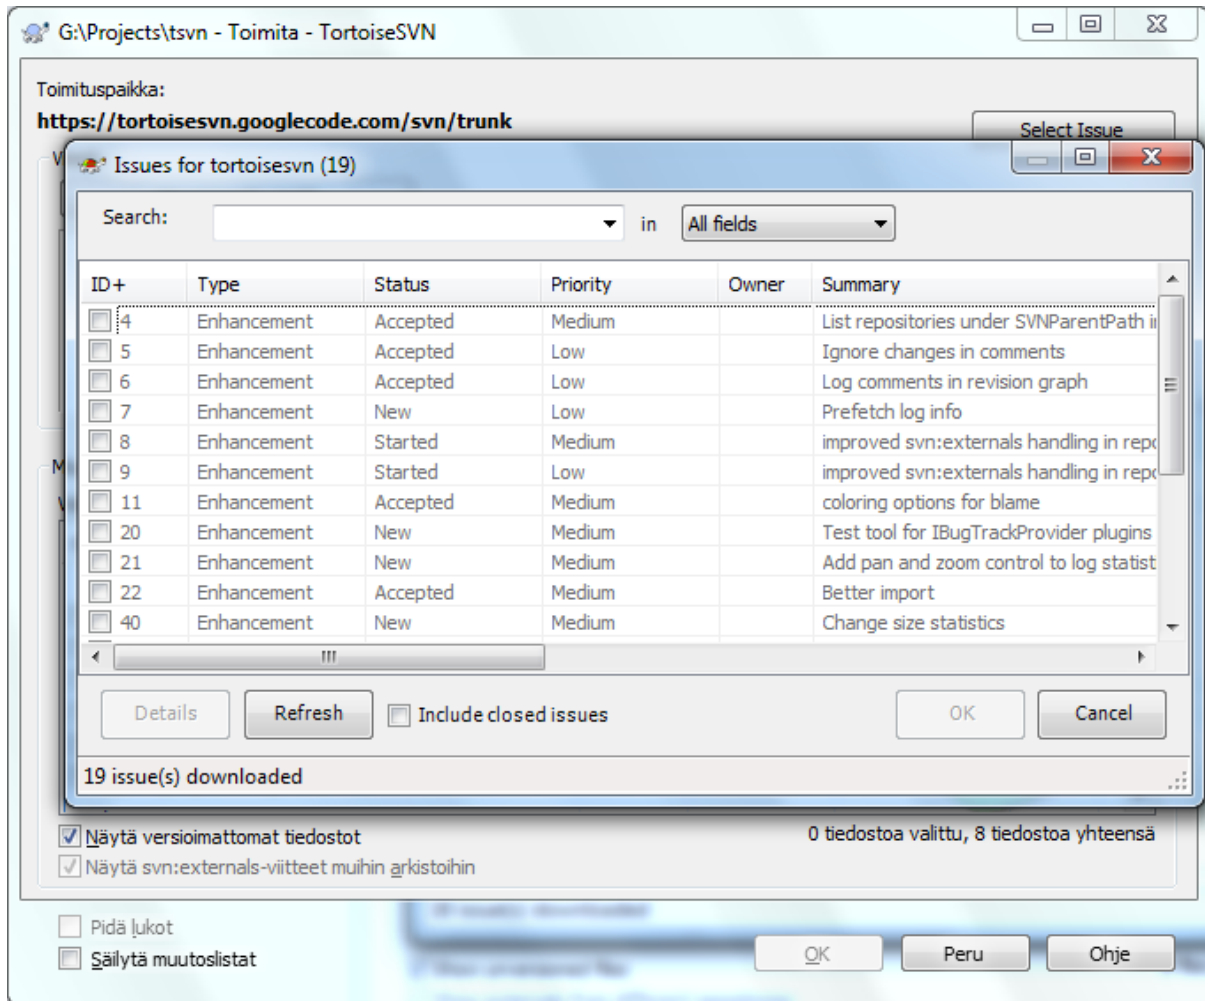 G:\Projects\tsvn - Toimita - TortoiseSVN
Toimituspaikka:
https://tortoisesvn.googlecode.com/svn/trunk
Select Issue
Issues for tortoisesvn (19)
Search: in All fields
ID+ Type Status Priority Owner Summary
4 Enhancement Accepted Medium List repositories under SVNParentPath
5 Enhancement Accepted Low Ignore changes in comments
6 Enhancement Accepted Low Log comments in revision graph
7 Enhancement New Low Prefetch log info
8 Enhancement Started Medium improved svn:externals handling in
9 Enhancement Started Low improved svn:externals handling in
11 Enhancement Accepted Medium coloring options for blame
20 Enhancement New Medium Test tool for IBugTrackProvider plugins
21 Enhancement New Medium Add pan and zoom control to log
22 Enhancement Accepted Medium Better import
40 Enhancement New Medium Change size statistics
Details Refresh Include closed issues OK Cancel
19 issue(s) downloaded
Näytä versioimattomat tiedostot 0 tiedostoa valittu, 8 tiedostoa yhteensä
Näytä svn:externals-viitteet muihin arkistoihin
Pidä lukot
Säilytä muutoslistat
OK Peru Ohje